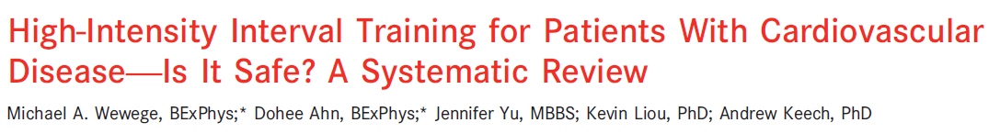 High-Intensity Interval Training for Patients With Cardiovascular
Disease—Is It Safe? A Systematic Review
Michael A. Wewege, BExPhys;* Dohee Ahn, BExPhys;* Jennifer Yu, MBBS; Kevin Liou, PhD; Andrew Keech, PhD